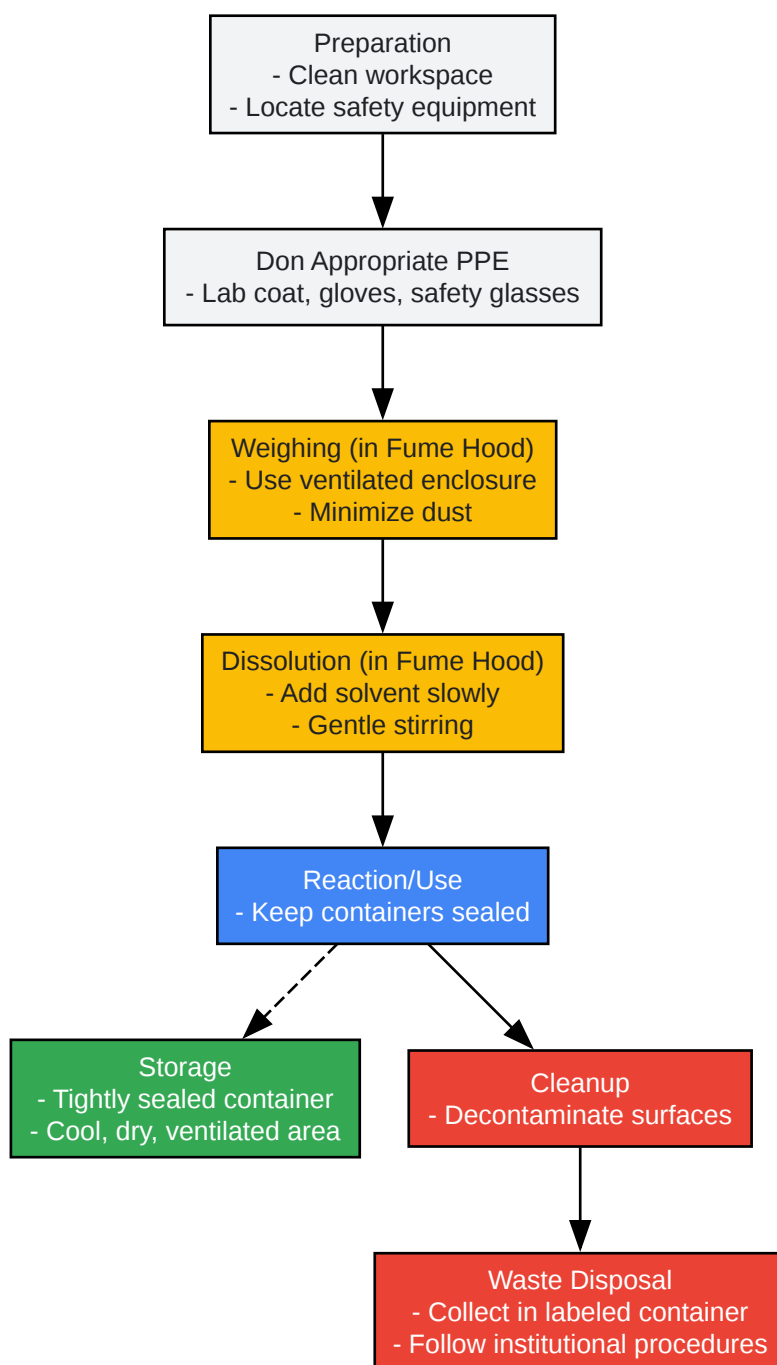 Preparation
- Clean workspace
- Locate safety equipment
Don Appropriate PPE
- Lab coat, gloves, safety glasses
Weighing (in Fume Hood)
- Use ventilated enclosure
- Minimize dust
Dissolution (in Fume Hood)
- Add solvent slowly
- Gentle stirring
Reaction/Use
- Keep containers sealed
Storage
- Tightly sealed container
- Cool, dry, ventilated area
Cleanup
- Decontaminate surfaces
Waste Disposal
- Collect in labeled container
- Follow institutional procedures